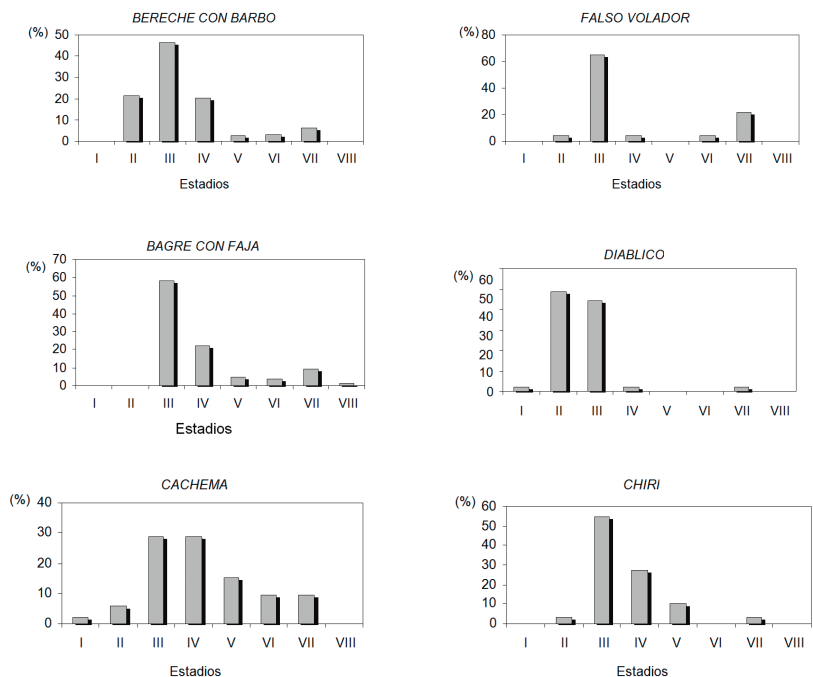 BERECHE CON BARBO
(%)
50
40
30
20
10
0
I II III IV V VI VII VIII
Estadios
FALSO VOLADOR
(%)
80
60
40
20
0
I II III IV V VI VII VIII
Estadios
BAGRE CON FAJA
(%)
70
60
50
40
30
20
10
0
I II III IV V VI VII VIII
Estadios
DIABLICO
(%)
60
50
40
30
20
10
0
I II III IV V VI VII VIII
CACHEMA
(%)
40
30
20
10
0
I II III IV V VI VII VIII
Estadios
CHIRI
(%)
60
50
40
30
20
10
0
I II III IV V VI VII VIII
Estadios